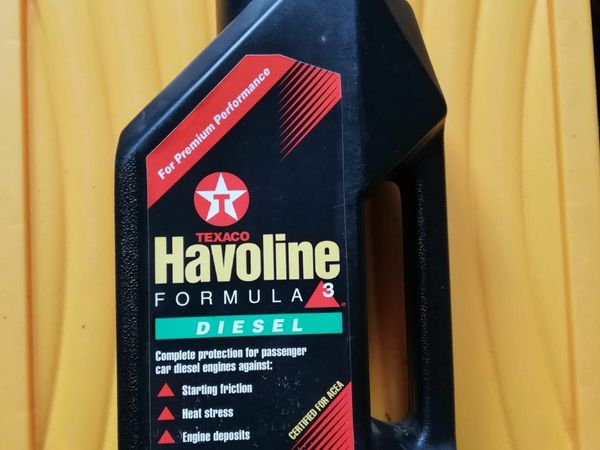 For Premium Performance
T
TEXACO
Havoline
FORMULA 3
®
DIESEL
Complete protection for passenger
car diesel engines against:
Starting friction
Heat stress
Engine deposits
CERTIFIED FOR ACEA